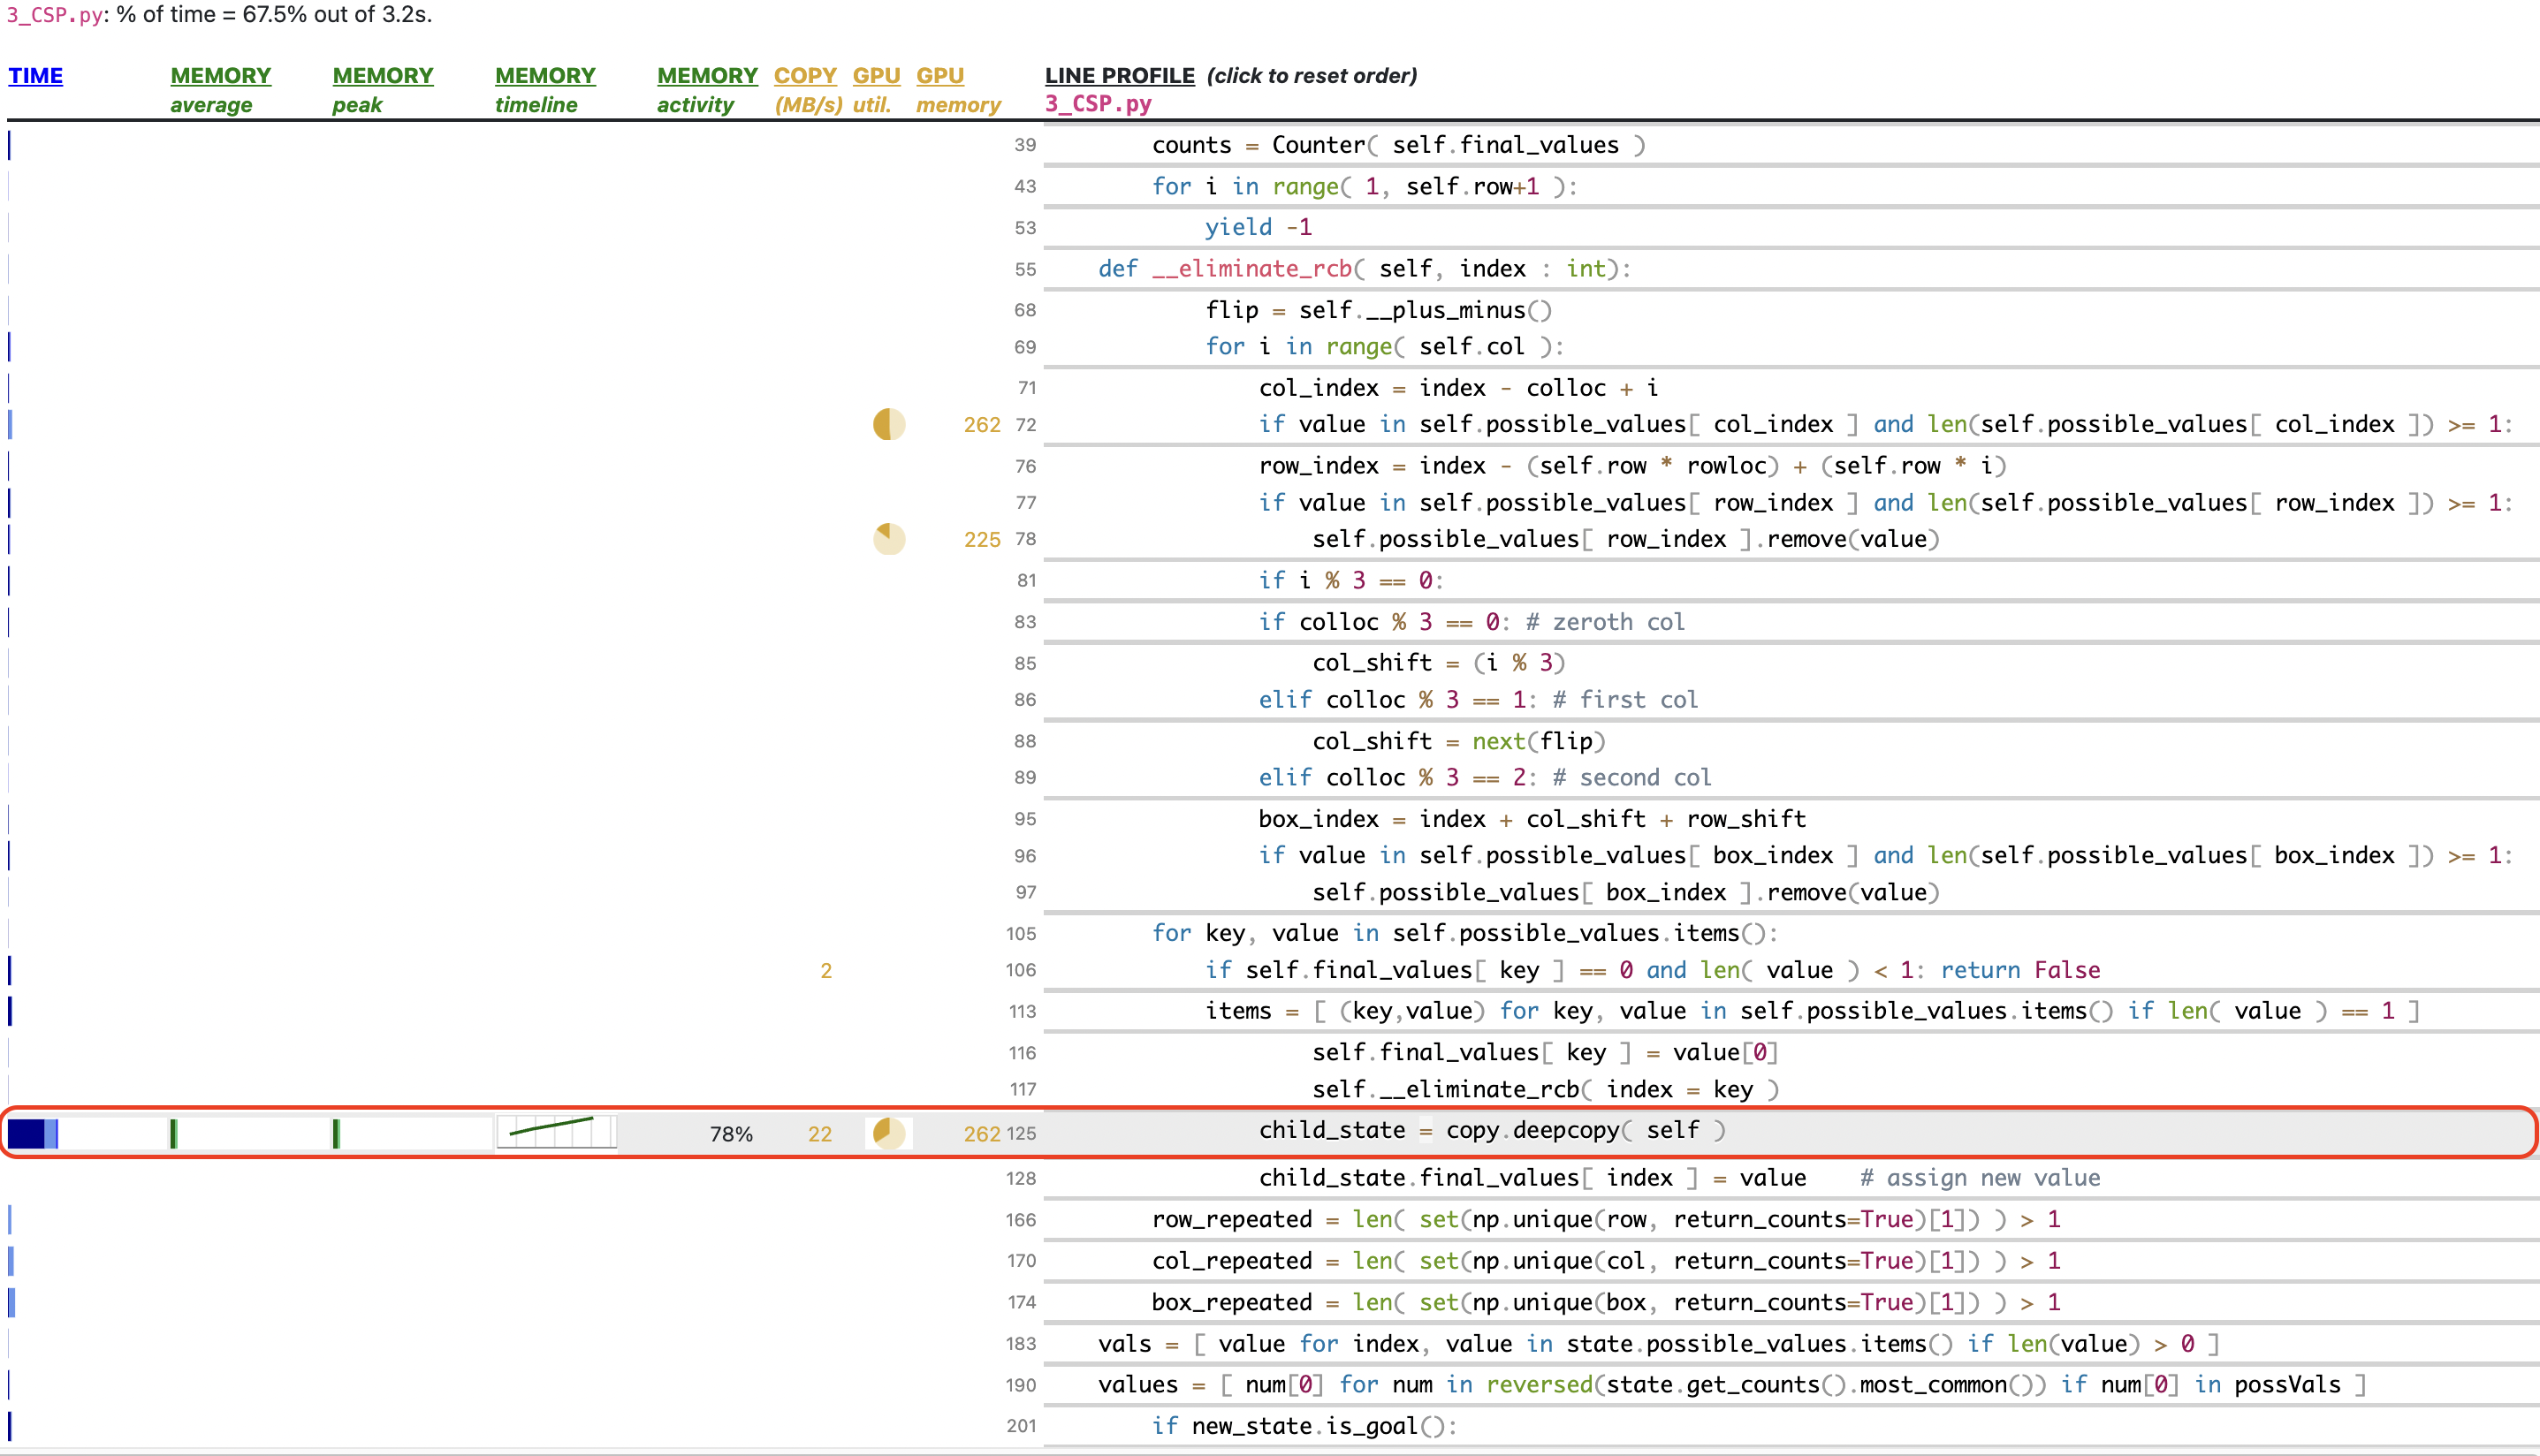 3_CSP.py: % of time = 67.5% out of 3.2s.
TIME MEMORY average MEMORY peak MEMORY timeline MEMORY activity COPY (MB/s) GPU util. GPU memory LINE PROFILE (click to reset order) 3_CSP.py
39 counts = Counter( self.final_values )
43 for i in range( 1, self.row+1 ):
53 yield -1
55 def __eliminate_rcb( self, index : int):
68 flip = self.__plus_minus()
69 for i in range( self.col ):
71 col_index = index - colloc + i
262 72 if value in self.possible_values[ col_index ] and len(self.possible_values[ col_index ]) >= 1:
76 row_index = index - (self.row * rowloc) + (self.row * i)
77 if value in self.possible_values[ row_index ] and len(self.possible_values[ row_index ]) >= 1:
225 78 self.possible_values[ row_index ].remove(value)
81 if i % 3 == 0:
83 if colloc % 3 == 0: # zeroth col
85 col_shift = (i % 3)
86 elif colloc % 3 == 1: # first col
88 col_shift = next(flip)
89 elif colloc % 3 == 2: # second col
95 box_index = index + col_shift + row_shift
96 if value in self.possible_values[ box_index ] and len(self.possible_values[ box_index ]) >= 1:
97 self.possible_values[ box_index ].remove(value)
105 for key, value in self.possible_values.items():
2 106 if self.final_values[ key ] == 0 and len( value ) < 1: return False
113 items = [ (key,value) for key, value in self.possible_values.items() if len( value ) == 1 ]
116 self.final_values[ key ] = value[0]
117 self.__eliminate_rcb( index = key )
78% 22 262 125 child_state = copy.deepcopy( self )
128 child_state.final_values[ index ] = value # assign new value
166 row_repeated = len( set(np.unique(row, return_counts=True)[1]) ) > 1
170 col_repeated = len( set(np.unique(col, return_counts=True)[1]) ) > 1
174 box_repeated = len( set(np.unique(box, return_counts=True)[1]) ) > 1
183 vals = [ value for index, value in state.possible_values.items() if len(value) > 0 ]
190 values = [ num[0] for num in reversed(state.get_counts().most_common()) if num[0] in possVals ]
201 if new_state.is_goal():